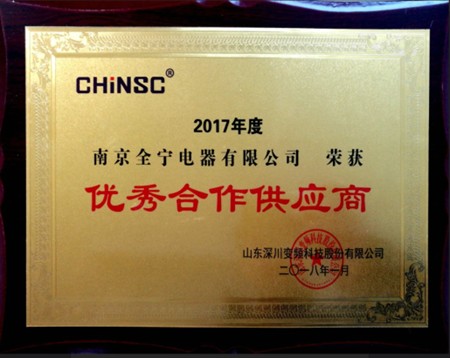 CHiNSC®
2017年度
南京全宁电器有限公司 荣获
优秀合作供应商
山东深川变频科技股份有限公司
二〇一八年一月